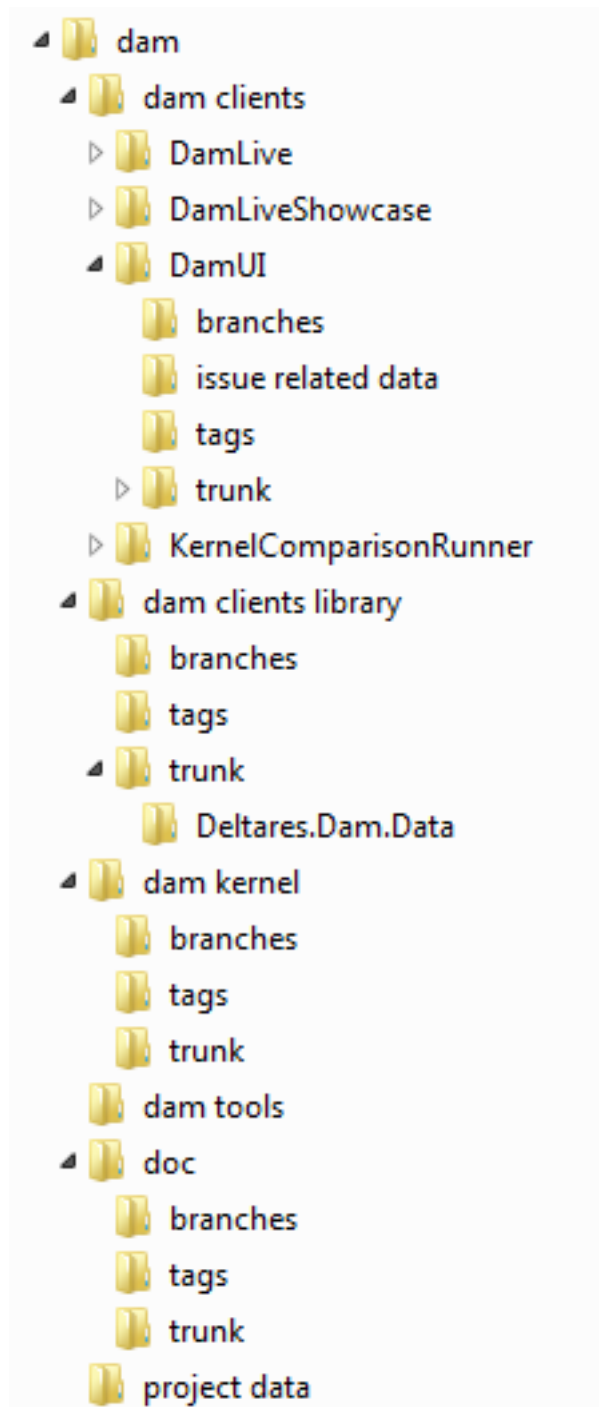 dam
dam clients
DamLive
DamLiveShowcase
DamUI
branches
issue related data
tags
trunk
KernelComparisonRunner
dam clients library
branches
tags
trunk
Deltares.Dam.Data
dam kernel
branches
tags
trunk
dam tools
doc
branches
tags
trunk
project data